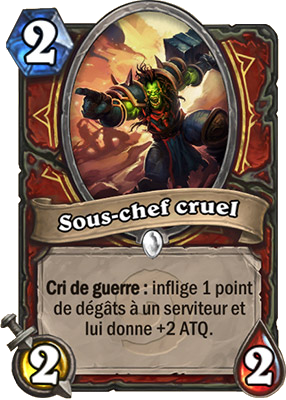 2
Sous-chef cruel
Cri de guerre : inflige 1 point
de dégâts à un serviteur et
lui donne +2 ATQ.
2
2